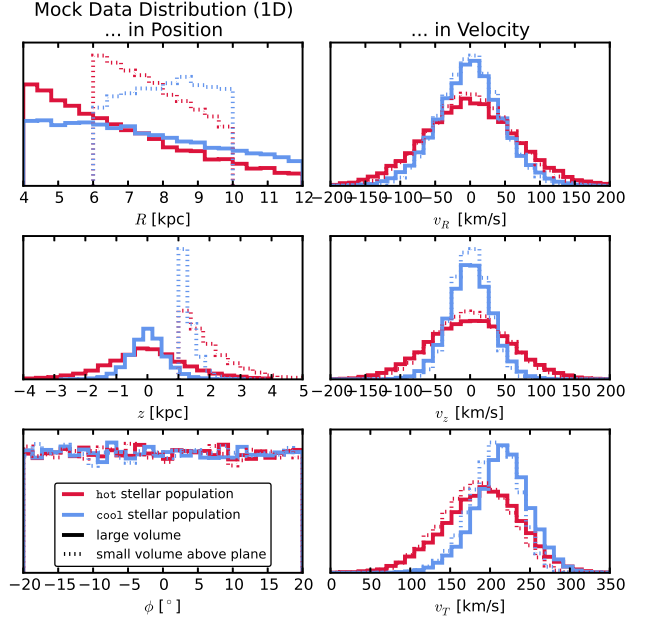 Mock Data Distribution (1D)
... in Position
... in Velocity
4 5 6 7 8 9 10 11 12
R [kpc]
−200 −150 −100 −50 0 50 100 150 200
v_R [km/s]
−4 −3 −2 −1 0 1 2 3 4 5
z [kpc]
−200 −150 −100 −50 0 50 100 150 200
v_z [km/s]
hot stellar population
cool stellar population
large volume
small volume above plane
−20 −15 −10 −5 0 5 10 15 20
ϕ [°]
0 50 100 150 200 250 300 350
v_T [km/s]